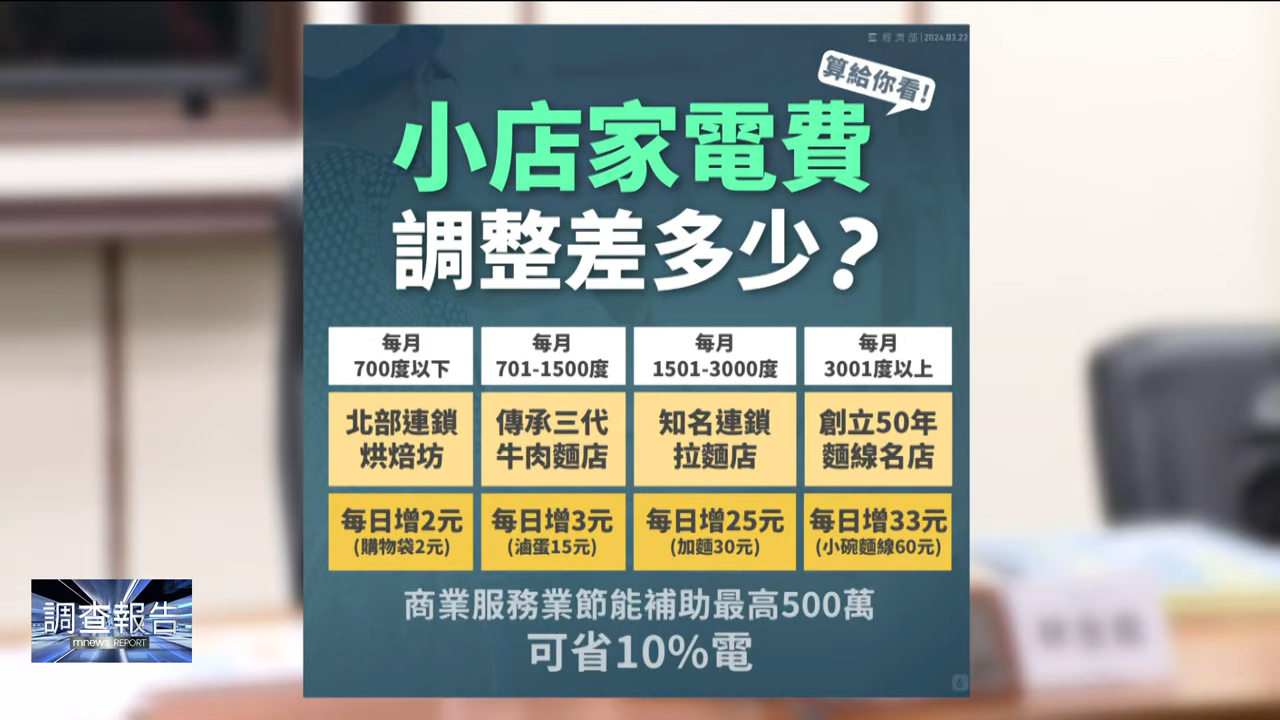 經濟部 | 2024.03.22
算給你看!
小店家電費
調整差多少?
每月
700度以下
每月
701-1500度
每月
1501-3000度
每月
3001度以上
北部連鎖
烘焙坊
傳承三代
牛肉麵店
知名連鎖
拉麵店
創立50年
麵線名店
每日增2元
(購物袋2元)
每日增3元
(滷蛋15元)
每日增25元
(加麵30元)
每日增33元
(小碗麵線60元)
商業服務業節能補助最高500萬
可省10%電
調查報告
mnews REPORT